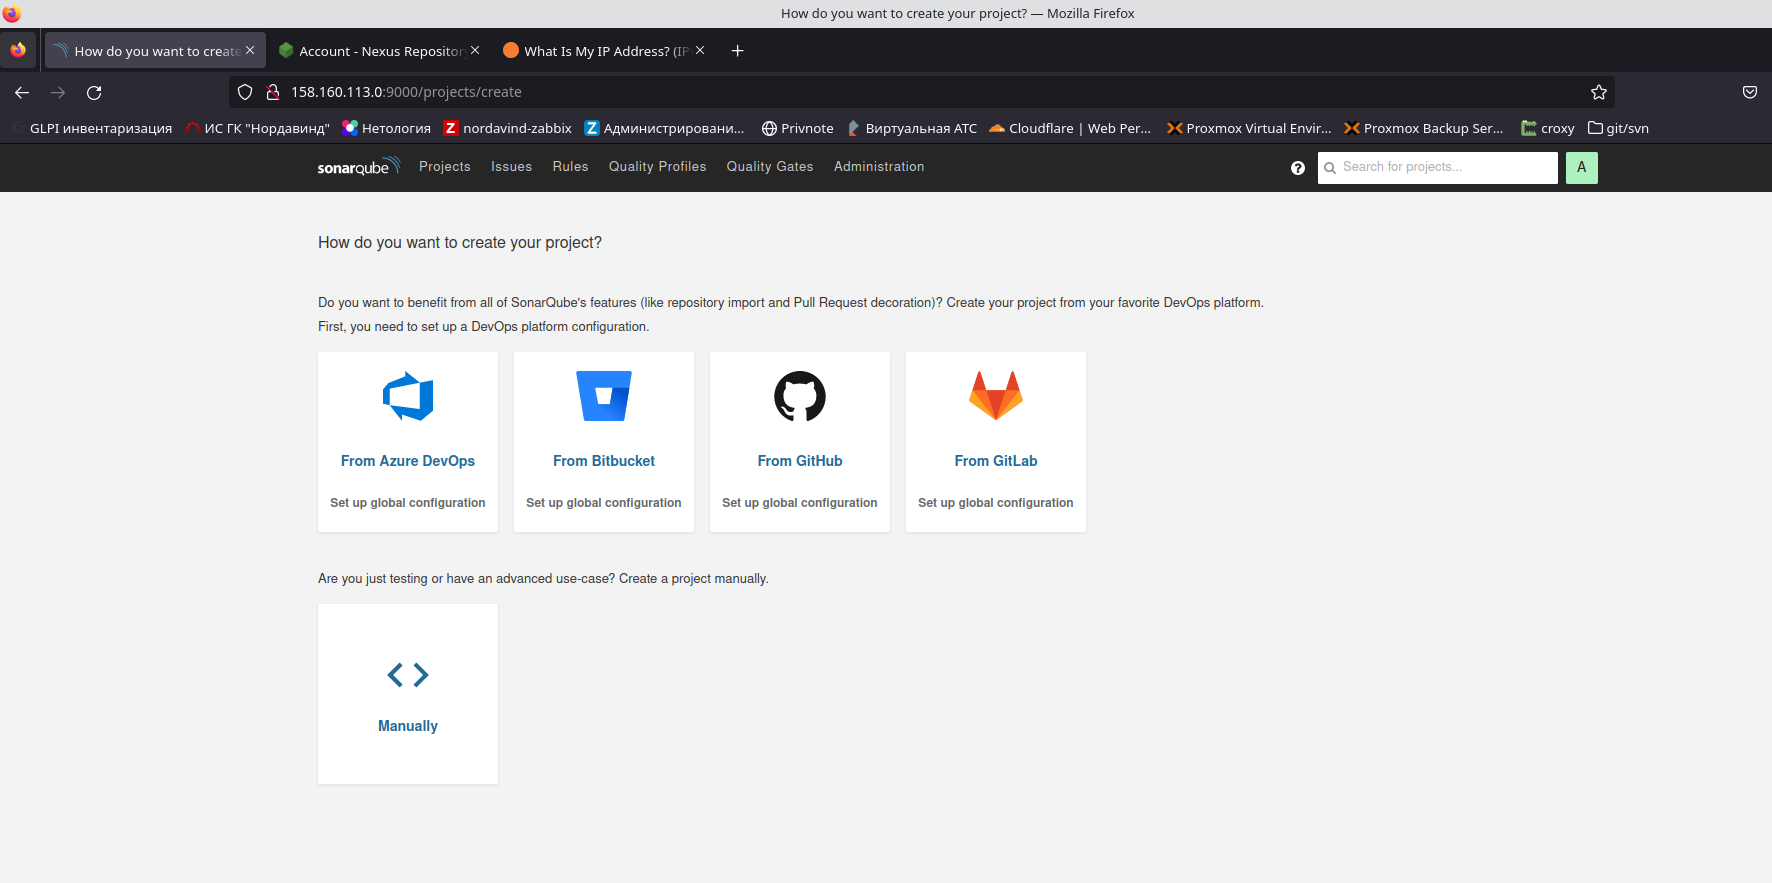 How do you want to create your project? — Mozilla Firefox
How do you want to create
Account - Nexus Repository
What Is My IP Address? (IP
158.160.113.0:9000/projects/create
GLPI инвентаризация ИС ГК "Нордавинд" Нетология nordavind-zabbix Администрировани... Privnote Виртуальная АТС Cloudflare | Web Per... Proxmox Virtual Envir... Proxmox Backup Ser... croxy git/svn
sonarqube Projects Issues Rules Quality Profiles Quality Gates Administration ? Search for projects... A
How do you want to create your project?
Do you want to benefit from all of SonarQube's features (like repository import and Pull Request decoration)? Create your project from your favorite DevOps platform.
First, you need to set up a DevOps platform configuration.
From Azure DevOps
Set up global configuration
From Bitbucket
Set up global configuration
From GitHub
Set up global configuration
From GitLab
Set up global configuration
Are you just testing or have an advanced use-case? Create a project manually.
Manually